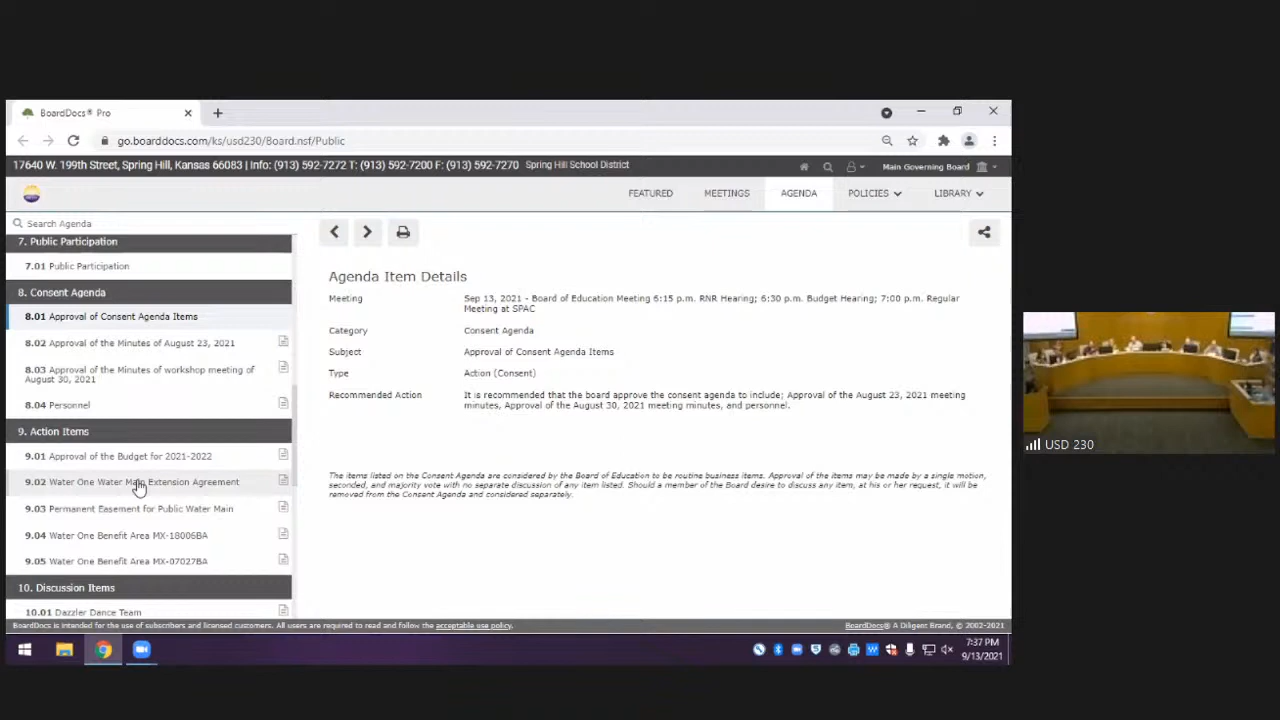 BoardDocs® Pro
go.boarddocs.com/ks/usd230/Board.nsf/Public
17640 W. 199th Street, Spring Hill, Kansas 66083 | Info: (913) 592-7272 T: (913) 592-7200 F: (913) 592-7270 Spring Hill School District
Main Governing Board
FEATURED MEETINGS AGENDA POLICIES LIBRARY
Search Agenda
7. Public Participation
7.01 Public Participation
8. Consent Agenda
8.01 Approval of Consent Agenda Items
8.02 Approval of the Minutes of August 23, 2021
8.03 Approval of the Minutes of workshop meeting of
August 30, 2021
8.04 Personnel
9. Action Items
9.01 Approval of the Budget for 2021-2022
9.02 Water One Water Main Extension Agreement
9.03 Permanent Easement for Public Water Main
9.04 Water One Benefit Area MX-18006BA
9.05 Water One Benefit Area MX-07027BA
10. Discussion Items
10.01 Dazzler Dance Team
Agenda Item Details
Meeting Sep 13, 2021 - Board of Education Meeting 6:15 p.m. RNR Hearing; 6:30 p.m. Budget Hearing; 7:00 p.m. Regular
Meeting at SPAC
Category Consent Agenda
Subject Approval of Consent Agenda Items
Type Action (Consent)
Recommended Action It is recommended that the board approve the consent agenda to include; Approval of the August 23, 2021 meeting
minutes, Approval of the August 30, 2021 meeting minutes, and personnel.
The items listed on the Consent Agenda are considered by the Board of Education to be routine business items. Approval of the items may be made by a single motion,
seconded, and majority vote with no separate discussion of any item listed. Should a member of the Board desire to discuss any item, at his or her request, it will be
removed from the Consent Agenda and considered separately.
BoardDocs is intended for the use of subscribers and licensed customers. All users are required to read and follow the acceptable use policy.
BoardDocs® A Diligent Brand, © 2002-2021
7:37 PM
9/13/2021
USD 230